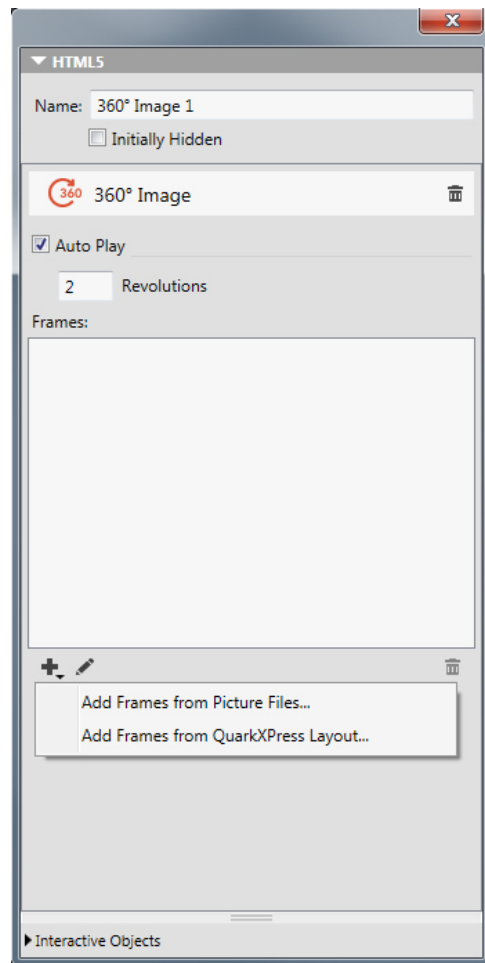 HTML5
Name: 360° Image 1
Initially Hidden
360 360° Image
Auto Play
2 Revolutions
Frames:
Add Frames from Picture Files...
Add Frames from QuarkXPress Layout...
Interactive Objects